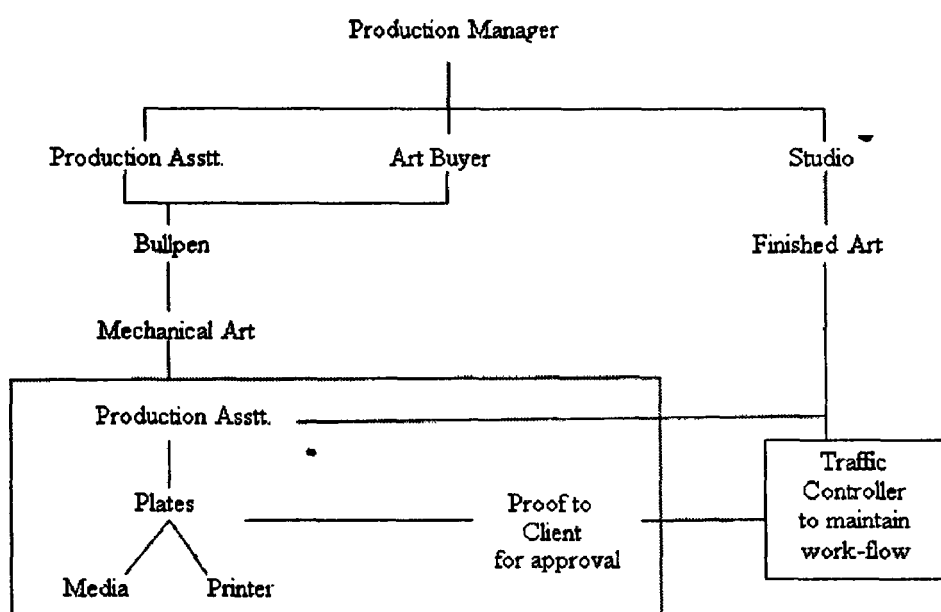 Production Manager
Production Asstt.
Art Buyer
Studio
Bullpen
Finished Art
Mechanical Art
Production Asstt.
Traffic
Controller
to maintain
work-flow
Plates
Proof to
Client
for approval
Media
Printer